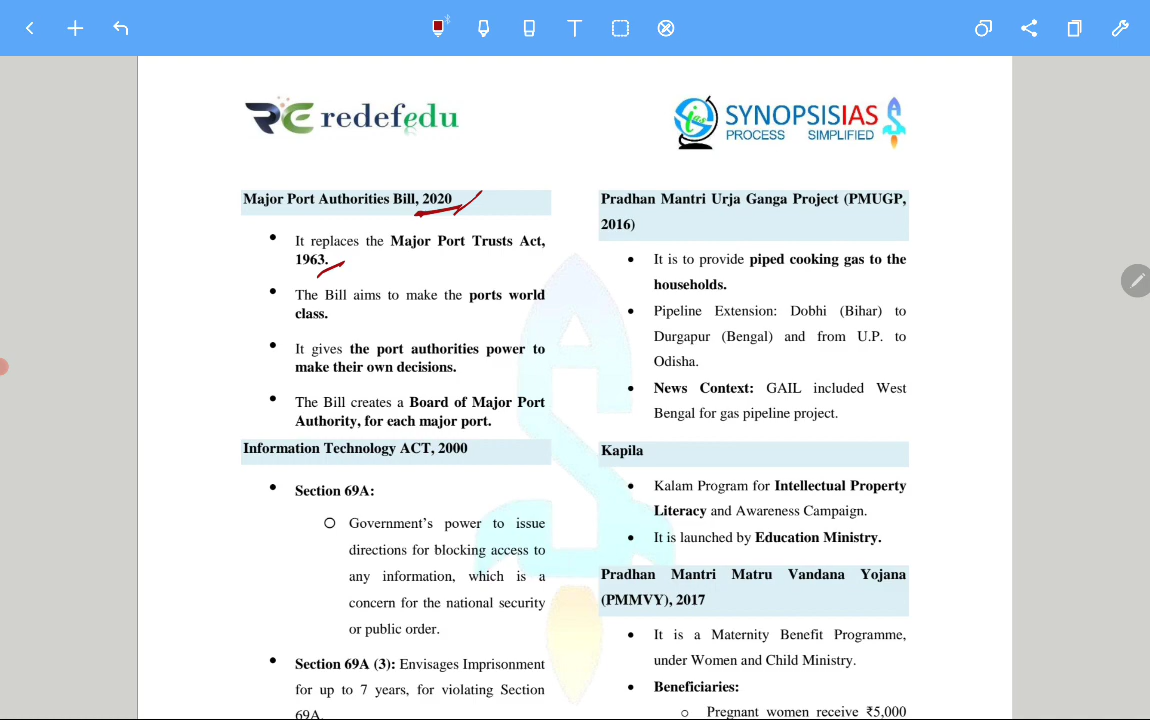 redefedu
SYNOPSISIAS
PROCESS SIMPLIFIED
Major Port Authorities Bill, 2020
• It replaces the Major Port Trusts Act,
1963.
• The Bill aims to make the ports world
class.
• It gives the port authorities power to
make their own decisions.
• The Bill creates a Board of Major Port
Authority, for each major port.
Information Technology ACT, 2000
• Section 69A:
o Government's power to issue
directions for blocking access to
any information, which is a
concern for the national security
or public order.
• Section 69A (3): Envisages Imprisonment
for up to 7 years, for violating Section
69A.
Pradhan Mantri Urja Ganga Project (PMUGP,
2016)
• It is to provide piped cooking gas to the
households.
• Pipeline Extension: Dobhi (Bihar) to
Durgapur (Bengal) and from U.P. to
Odisha.
• News Context: GAIL included West
Bengal for gas pipeline project.
Kapila
• Kalam Program for Intellectual Property
Literacy and Awareness Campaign.
• It is launched by Education Ministry.
Pradhan Mantri Matru Vandana Yojana
(PMMVY), 2017
• It is a Maternity Benefit Programme,
under Women and Child Ministry.
• Beneficiaries:
o Pregnant women receive ₹5,000